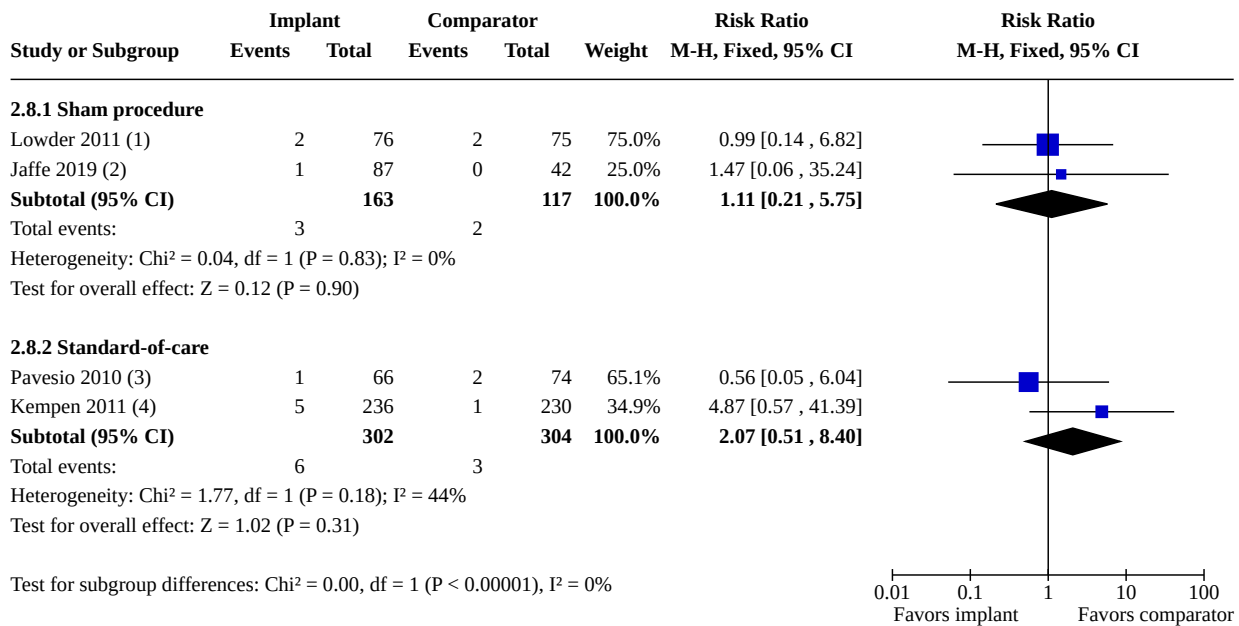 Implant Comparator Risk Ratio Risk Ratio
Study or Subgroup Events Total Events Total Weight M-H, Fixed, 95% CI M-H, Fixed, 95% CI
2.8.1 Sham procedure
Lowder 2011 (1) 2 76 2 75 75.0% 0.99 [0.14 , 6.82]
Jaffe 2019 (2) 1 87 0 42 25.0% 1.47 [0.06 , 35.24]
Subtotal (95% CI) 163 117 100.0% 1.11 [0.21 , 5.75]
Total events: 3 2
Heterogeneity: Chi² = 0.04, df = 1 (P = 0.83); I² = 0%
Test for overall effect: Z = 0.12 (P = 0.90)
2.8.2 Standard-of-care
Pavesio 2010 (3) 1 66 2 74 65.1% 0.56 [0.05 , 6.04]
Kempen 2011 (4) 5 236 1 230 34.9% 4.87 [0.57 , 41.39]
Subtotal (95% CI) 302 304 100.0% 2.07 [0.51 , 8.40]
Total events: 6 3
Heterogeneity: Chi² = 1.77, df = 1 (P = 0.18); I² = 44%
Test for overall effect: Z = 1.02 (P = 0.31)
Test for subgroup differences: Chi² = 0.00, df = 1 (P < 0.00001), I² = 0%
0.01 0.1 1 10 100
Favors implant Favors comparator